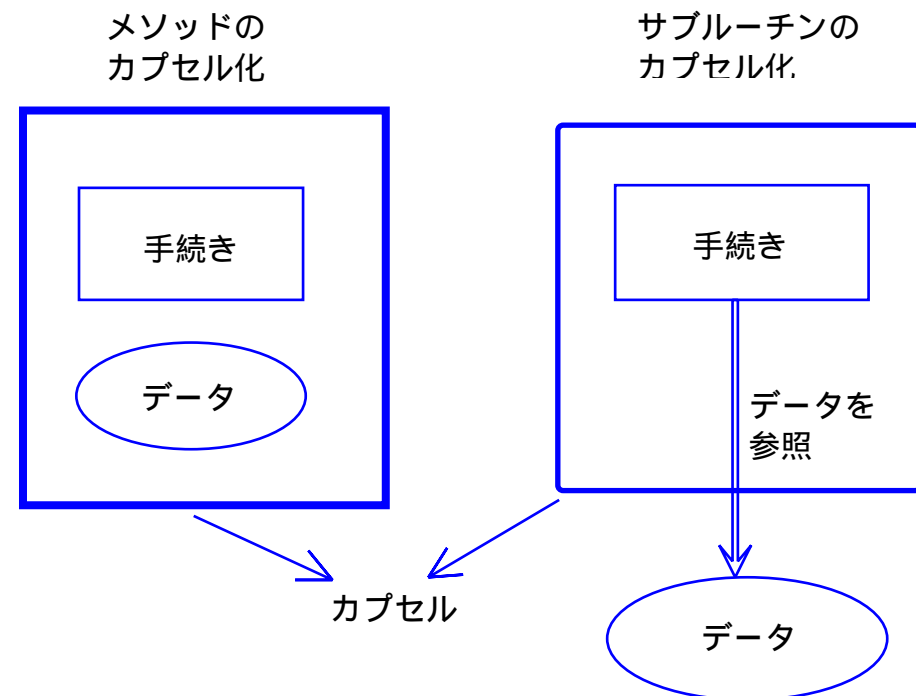 メソッドの
カプセル化
サブルーチンの
カプセル化
手続き
データ
手続き
データを
参照
カプセル
データ